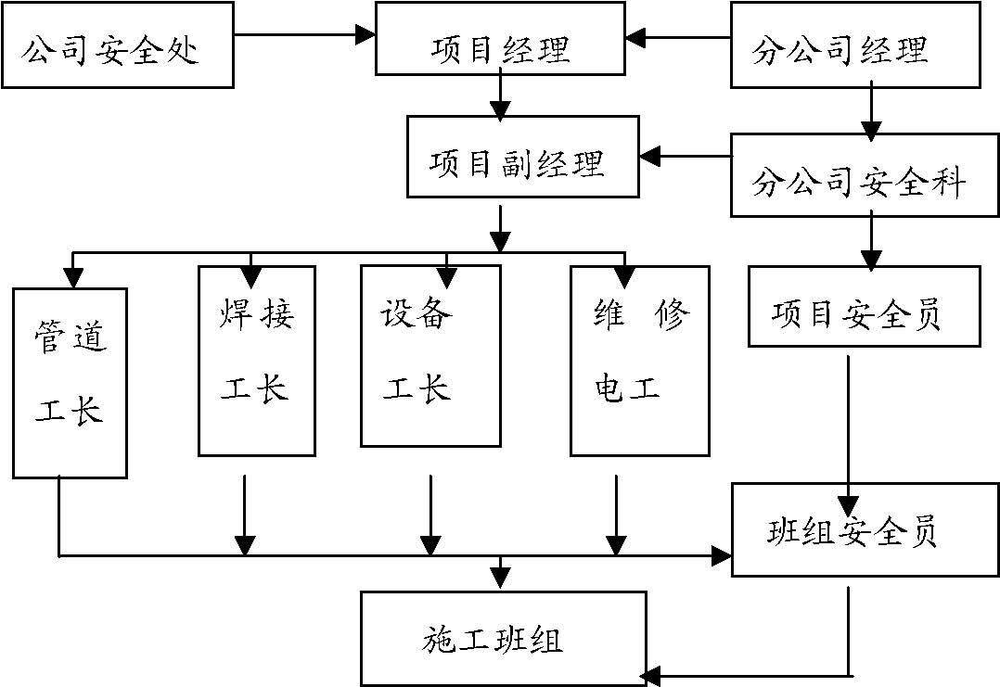 公司安全处
项目经理
分公司经理
项目副经理
分公司安全科
管道
工长
焊接
工长
设备
工长
维 修
电工
项目安全员
班组安全员
施工班组